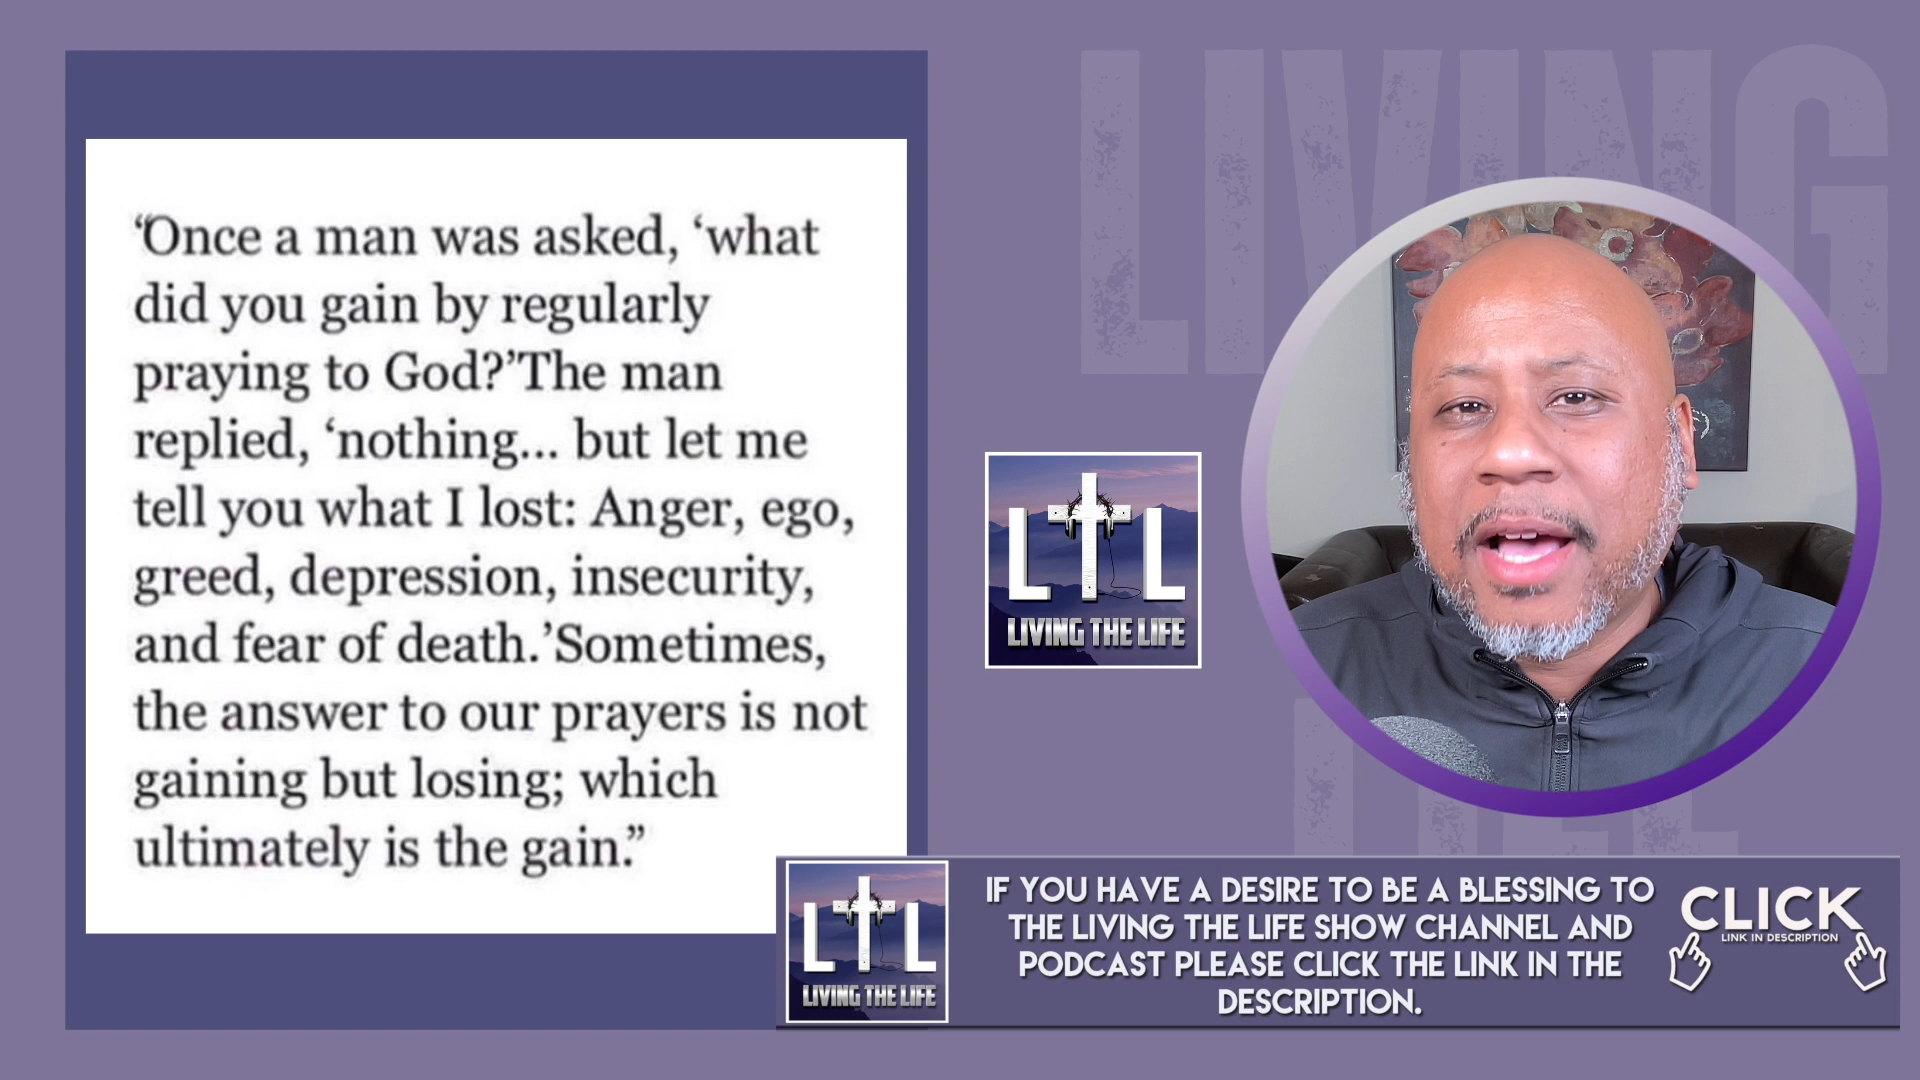 “Once a man was asked, ‘what
did you gain by regularly
praying to God?’The man
replied, ‘nothing... but let me
tell you what I lost: Anger, ego,
greed, depression, insecurity,
and fear of death.’Sometimes,
the answer to our prayers is not
gaining but losing; which
ultimately is the gain.”
LIVING
LIFE
LTL
LIVING THE LIFE
LTL
LIVING THE LIFE
IF YOU HAVE A DESIRE TO BE A BLESSING TO
THE LIVING THE LIFE SHOW CHANNEL AND
PODCAST PLEASE CLICK THE LINK IN THE
DESCRIPTION.
CLICK
LINK IN DESCRIPTION